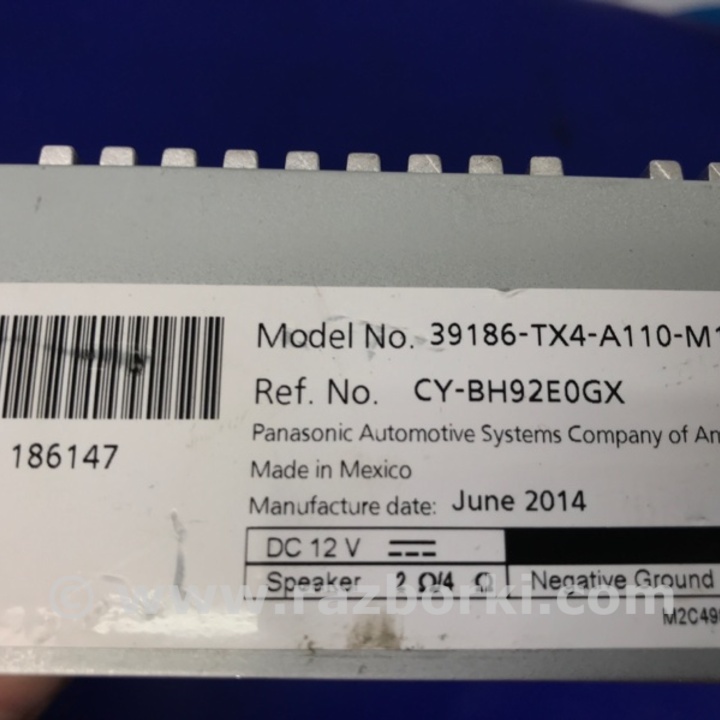 Model No. 39186-TX4-A110-M1
Ref. No. CY-BH92E0GX
186147
Panasonic Automotive Systems Company of Am
Made in Mexico
Manufacture date: June 2014
DC 12 V
Speaker 2 Ω/4 Ω Negative Ground
© www.razborki.com
M2C49